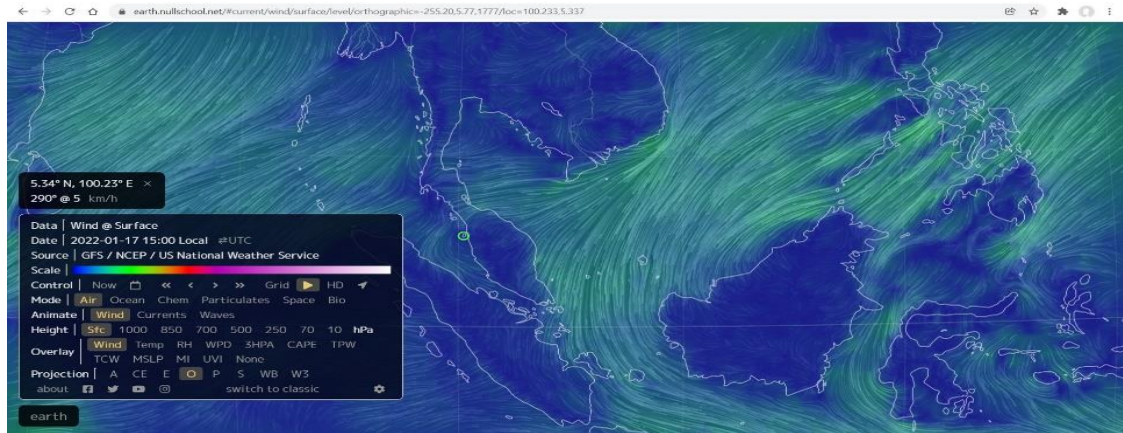 earth.nullschool.net/#current/wind/surface/level/orthographic=-255.20,5.77,1777/loc=100.233,5.337
5.34° N, 100.23° E ×
290° @ 5 km/h
Data | Wind @ Surface
Date | 2022-01-17 15:00 Local ⇄UTC
Source | GFS / NCEP / US National Weather Service
Scale |
Control | Now « ‹ › » Grid ▶ HD
Mode | Air Ocean Chem Particulates Space Bio
Animate | Wind Currents Waves
Height | Sfc 1000 850 700 500 250 70 10 hPa
Overlay | Wind Temp RH WPD 3HPA CAPE TPW
TCW MSLP MI UVI None
Projection | A CE E O P S WB W3
about switch to classic
earth